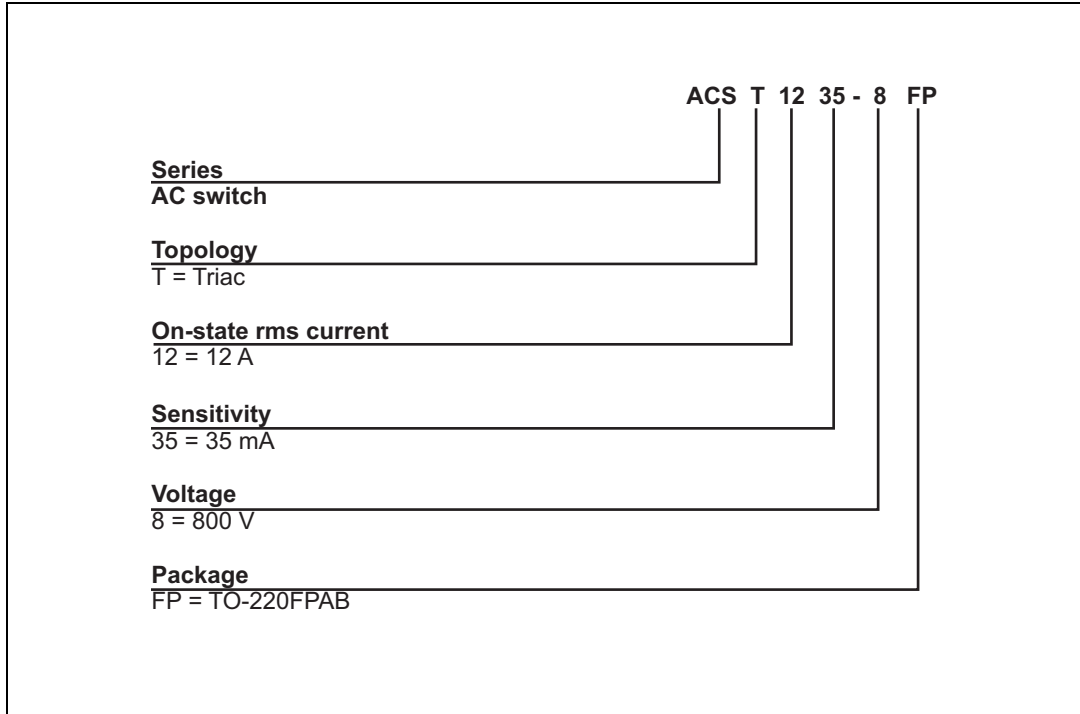 ACS T 12 35 - 8 FP
Series
AC switch
Topology
T = Triac
On-state rms current
12 = 12 A
Sensitivity
35 = 35 mA
Voltage
8 = 800 V
Package
FP = TO-220FPAB